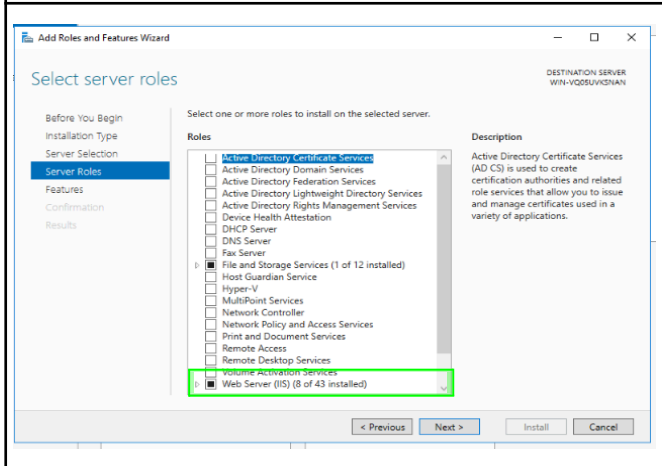 Add Roles and Features Wizard
Select server roles
DESTINATION SERVER
WIN-VQ05UVKSNAN
Before You Begin
Installation Type
Server Selection
Server Roles
Features
Confirmation
Results
Select one or more roles to install on the selected server.
Roles
Active Directory Certificate Services
Active Directory Domain Services
Active Directory Federation Services
Active Directory Lightweight Directory Services
Active Directory Rights Management Services
Device Health Attestation
DHCP Server
DNS Server
Fax Server
File and Storage Services (1 of 12 installed)
Host Guardian Service
Hyper-V
MultiPoint Services
Network Controller
Network Policy and Access Services
Print and Document Services
Remote Access
Remote Desktop Services
Volume Activation Services
Web Server (IIS) (8 of 43 installed)
Description
Active Directory Certificate Services
(AD CS) is used to create
certification authorities and related
role services that allow you to issue
and manage certificates used in a
variety of applications.
< Previous
Next >
Install
Cancel